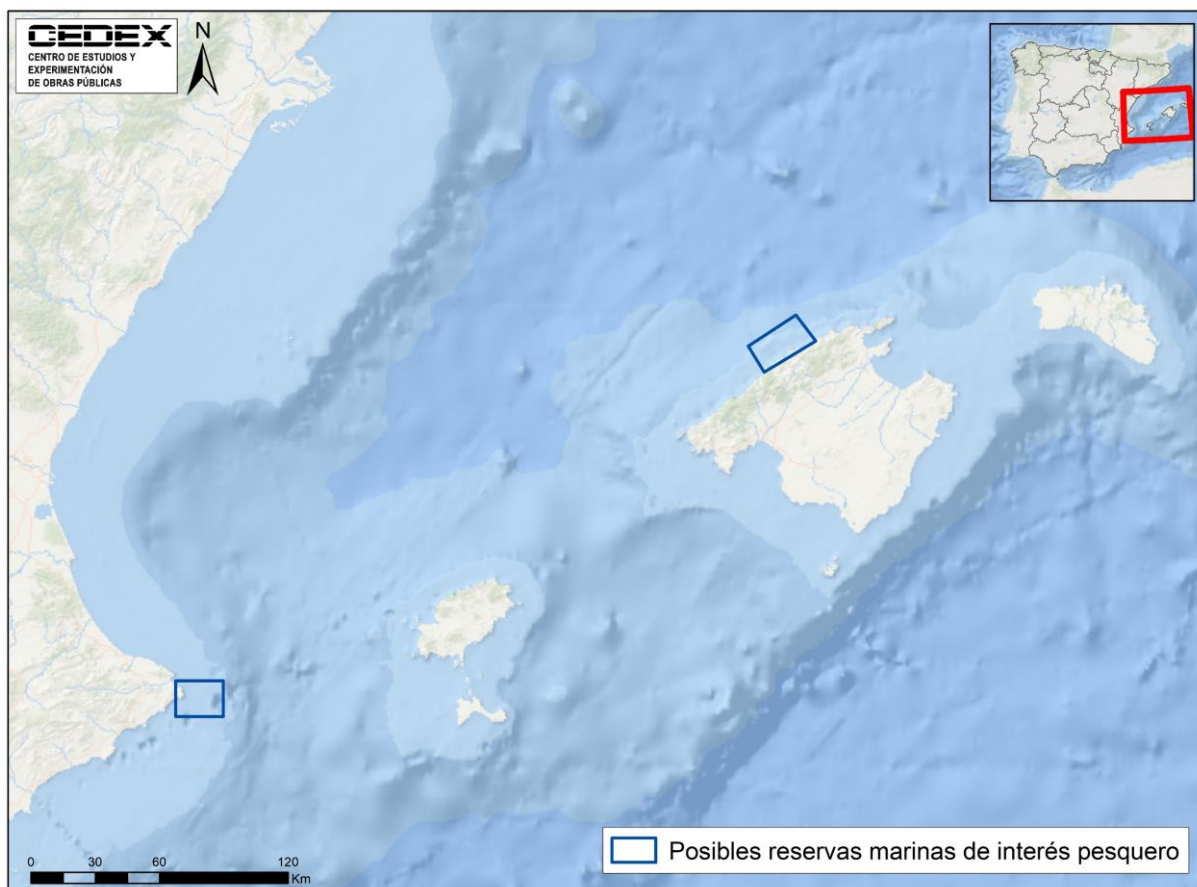 CEDEX
CENTRO DE ESTUDIOS Y
EXPERIMENTACIÓN
DE OBRAS PÚBLICAS
N
0 30 60 120
Km
Posibles reservas marinas de interés pesquero